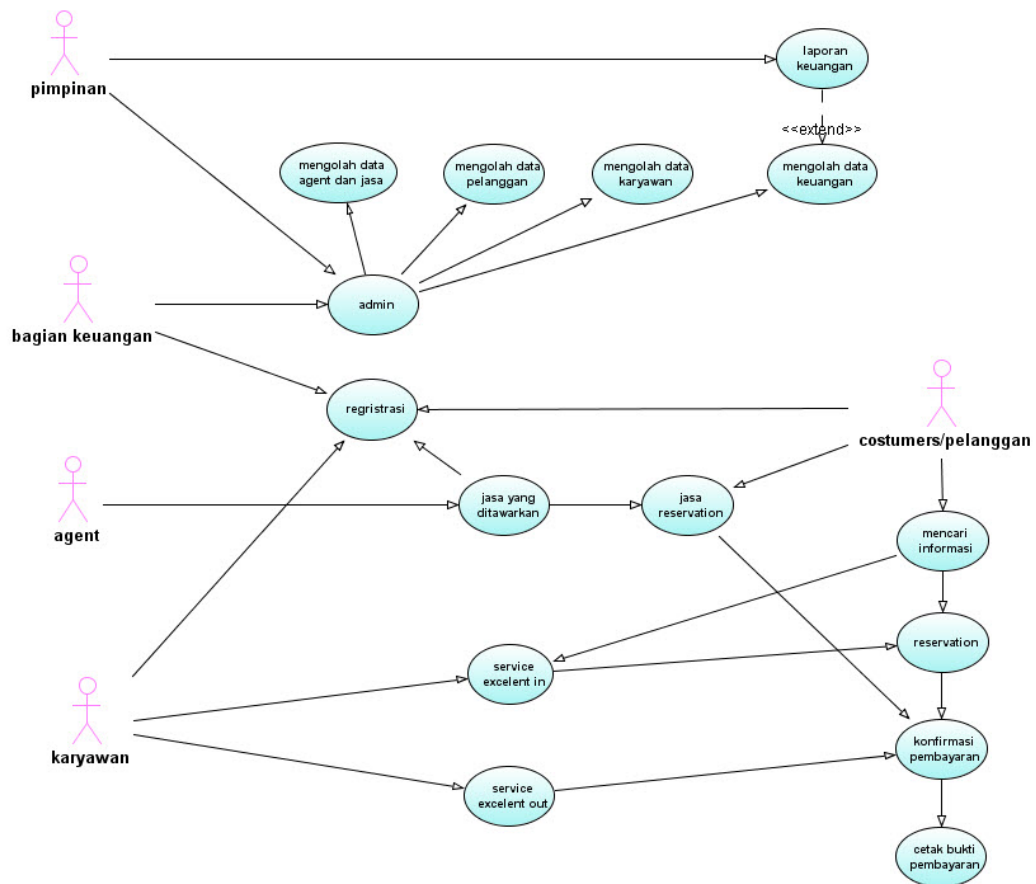 pimpinan
laporan
keuangan
<<extend>>
mengolah data
agent dan jasa
mengolah data
pelanggan
mengolah data
karyawan
mengolah data
keuangan
admin
bagian keuangan
regristrasi
costumers/pelanggan
agent
jasa yang
ditawarkan
jasa
reservation
mencari
informasi
reservation
service
excelent in
karyawan
konfirmasi
pembayaran
service
excelent out
cetak bukti
pembayaran